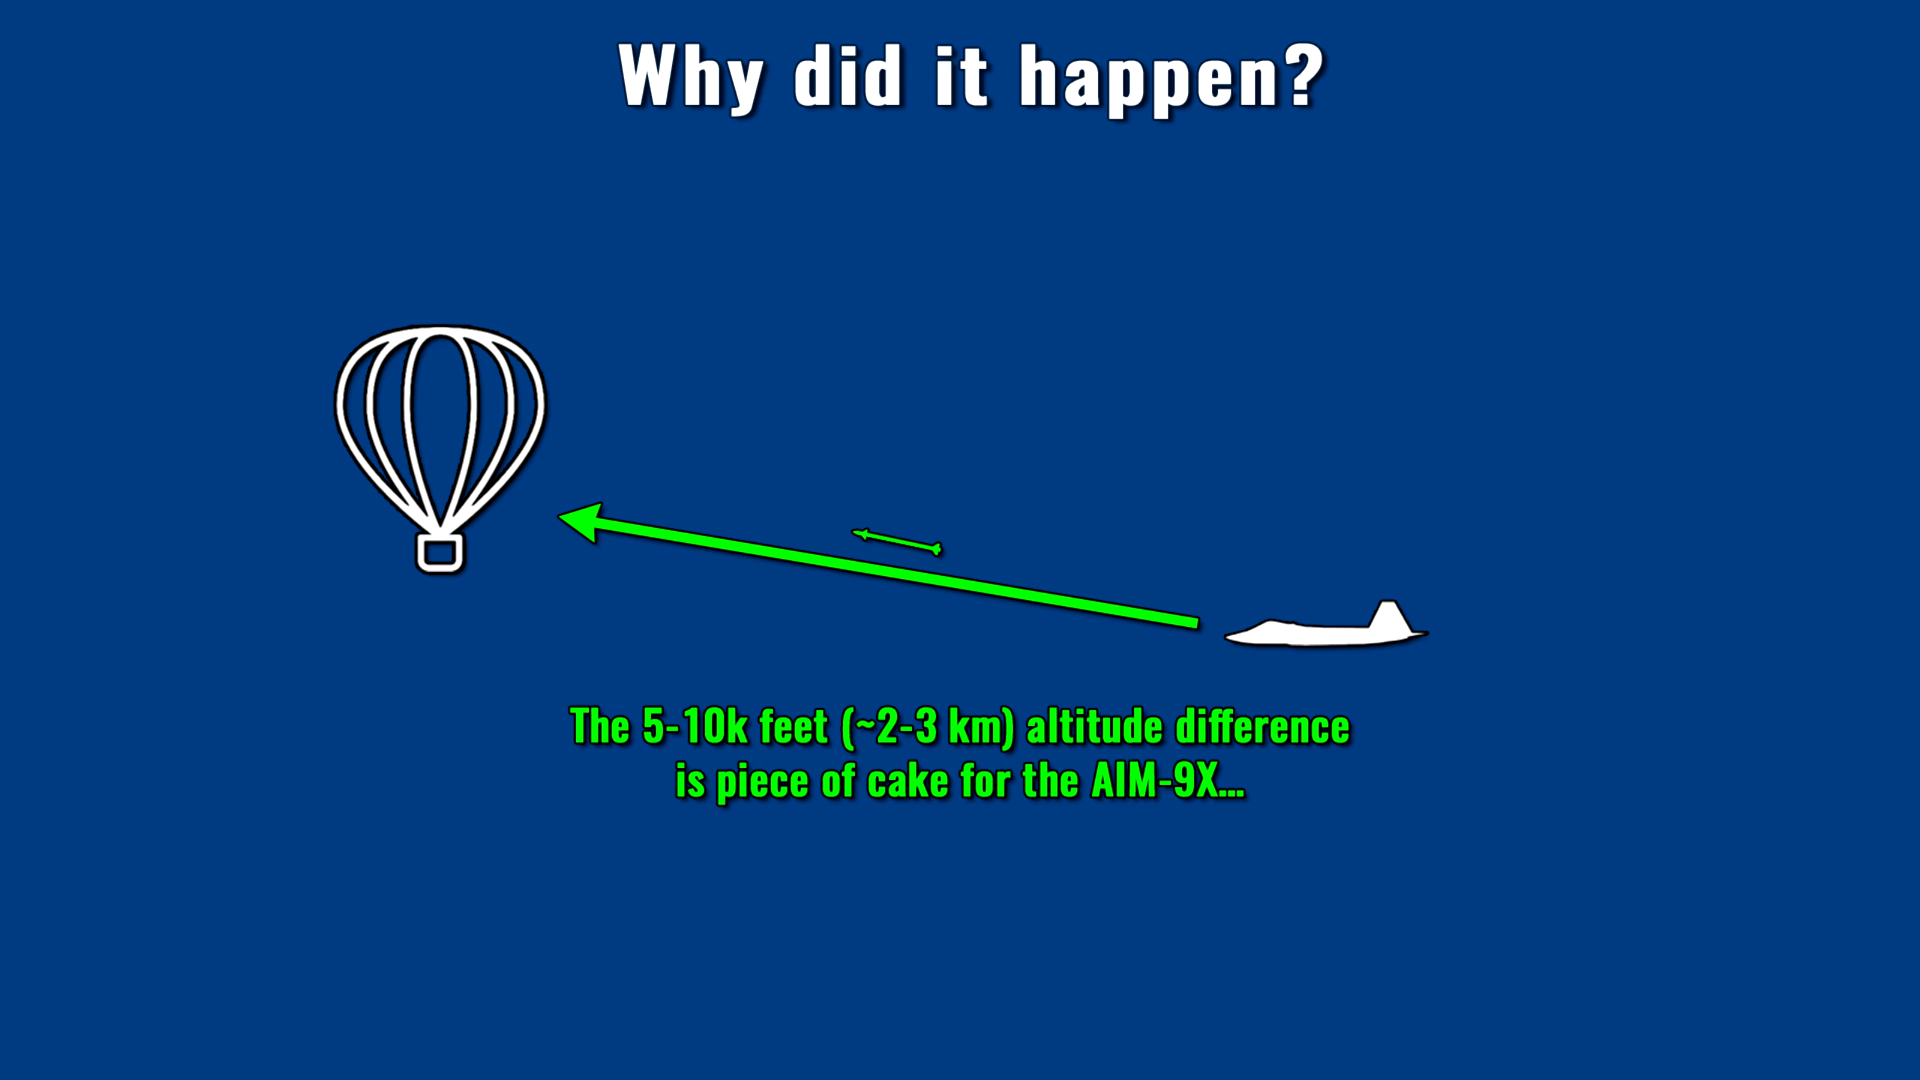 Why did it happen?
The 5-10k feet (~2-3 km) altitude difference
is piece of cake for the AIM-9X...